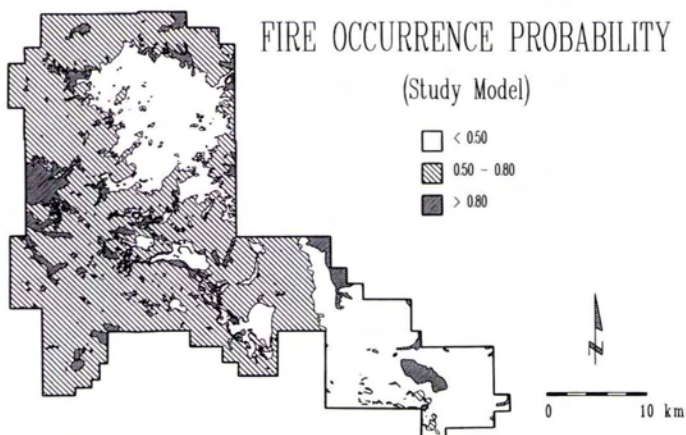 FIRE OCCURRENCE PROBABILITY
(Study Model)
< 0.50
0.50 - 0.80
> 0.80
N
0 10 km